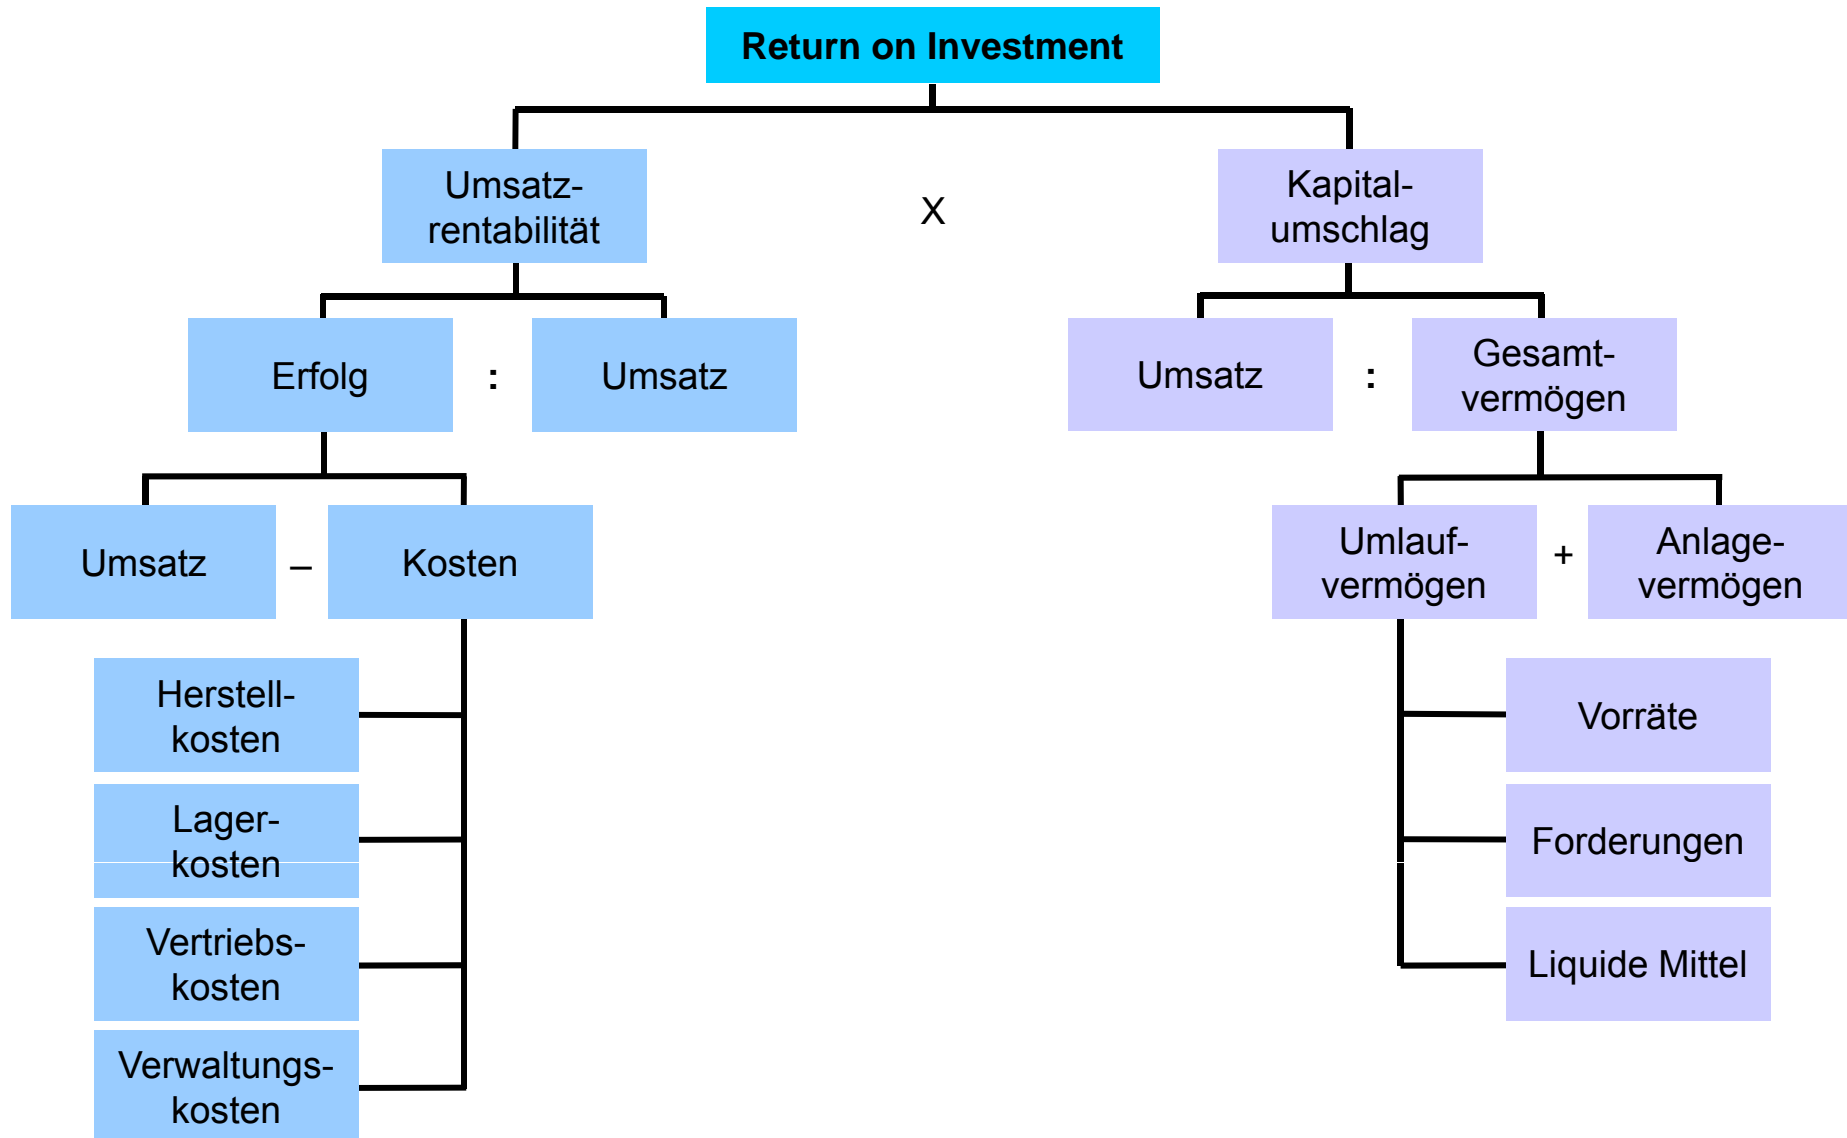 Return on Investment
Umsatz-
rentabilität
X
Kapital-
umschlag
Erfolg
:
Umsatz
Umsatz
:
Gesamt-
vermögen
Umsatz
–
Kosten
Umlauf-
vermögen
+
Anlage-
vermögen
Herstell-
kosten
Vorräte
Lager-
kosten
Forderungen
Vertriebs-
kosten
Liquide Mittel
Verwaltungs-
kosten